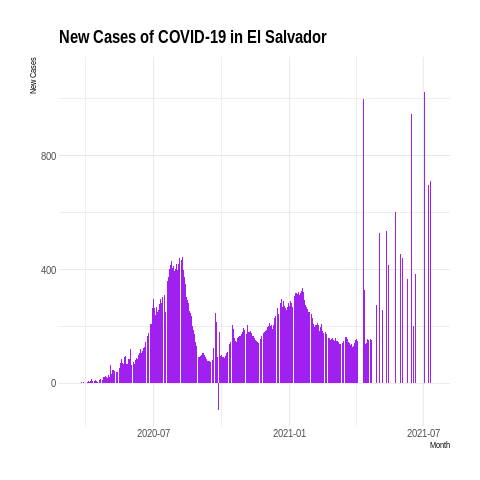 New Cases of COVID-19 in El Salvador
New Cases
800
400
0
2020-07
2021-01
2021-07
Month